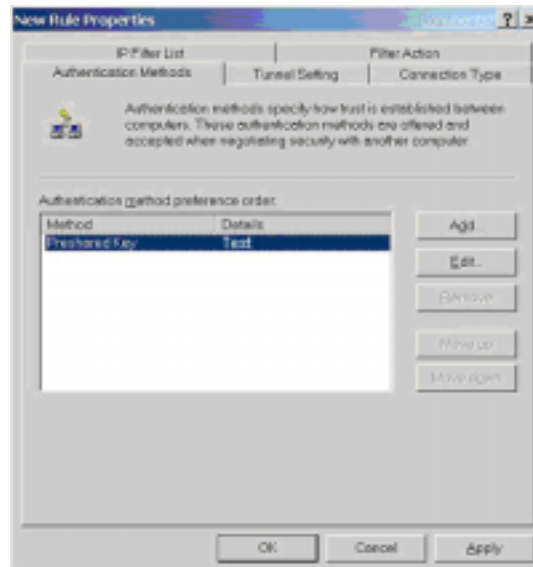 New Rule Properties
IP Filter List
Filter Action
Authentication Methods
Tunnel Setting
Connection Type
Authentication methods specify how trust is established between
computers. These authentication methods are offered and
accepted when negotiating security with another computer.
Authentication method preference order:
Method
Details
Preshared Key
Test
Add...
Edit...
Remove
Move up
Move down
OK
Cancel
Apply